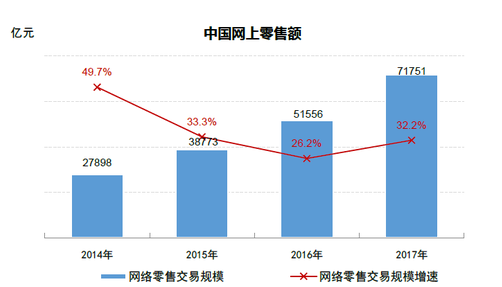 中国网上零售额
亿元
49.7%
33.3%
26.2%
32.2%
27898
38773
51556
71751
2014年
2015年
2016年
2017年
网络零售交易规模
网络零售交易规模增速